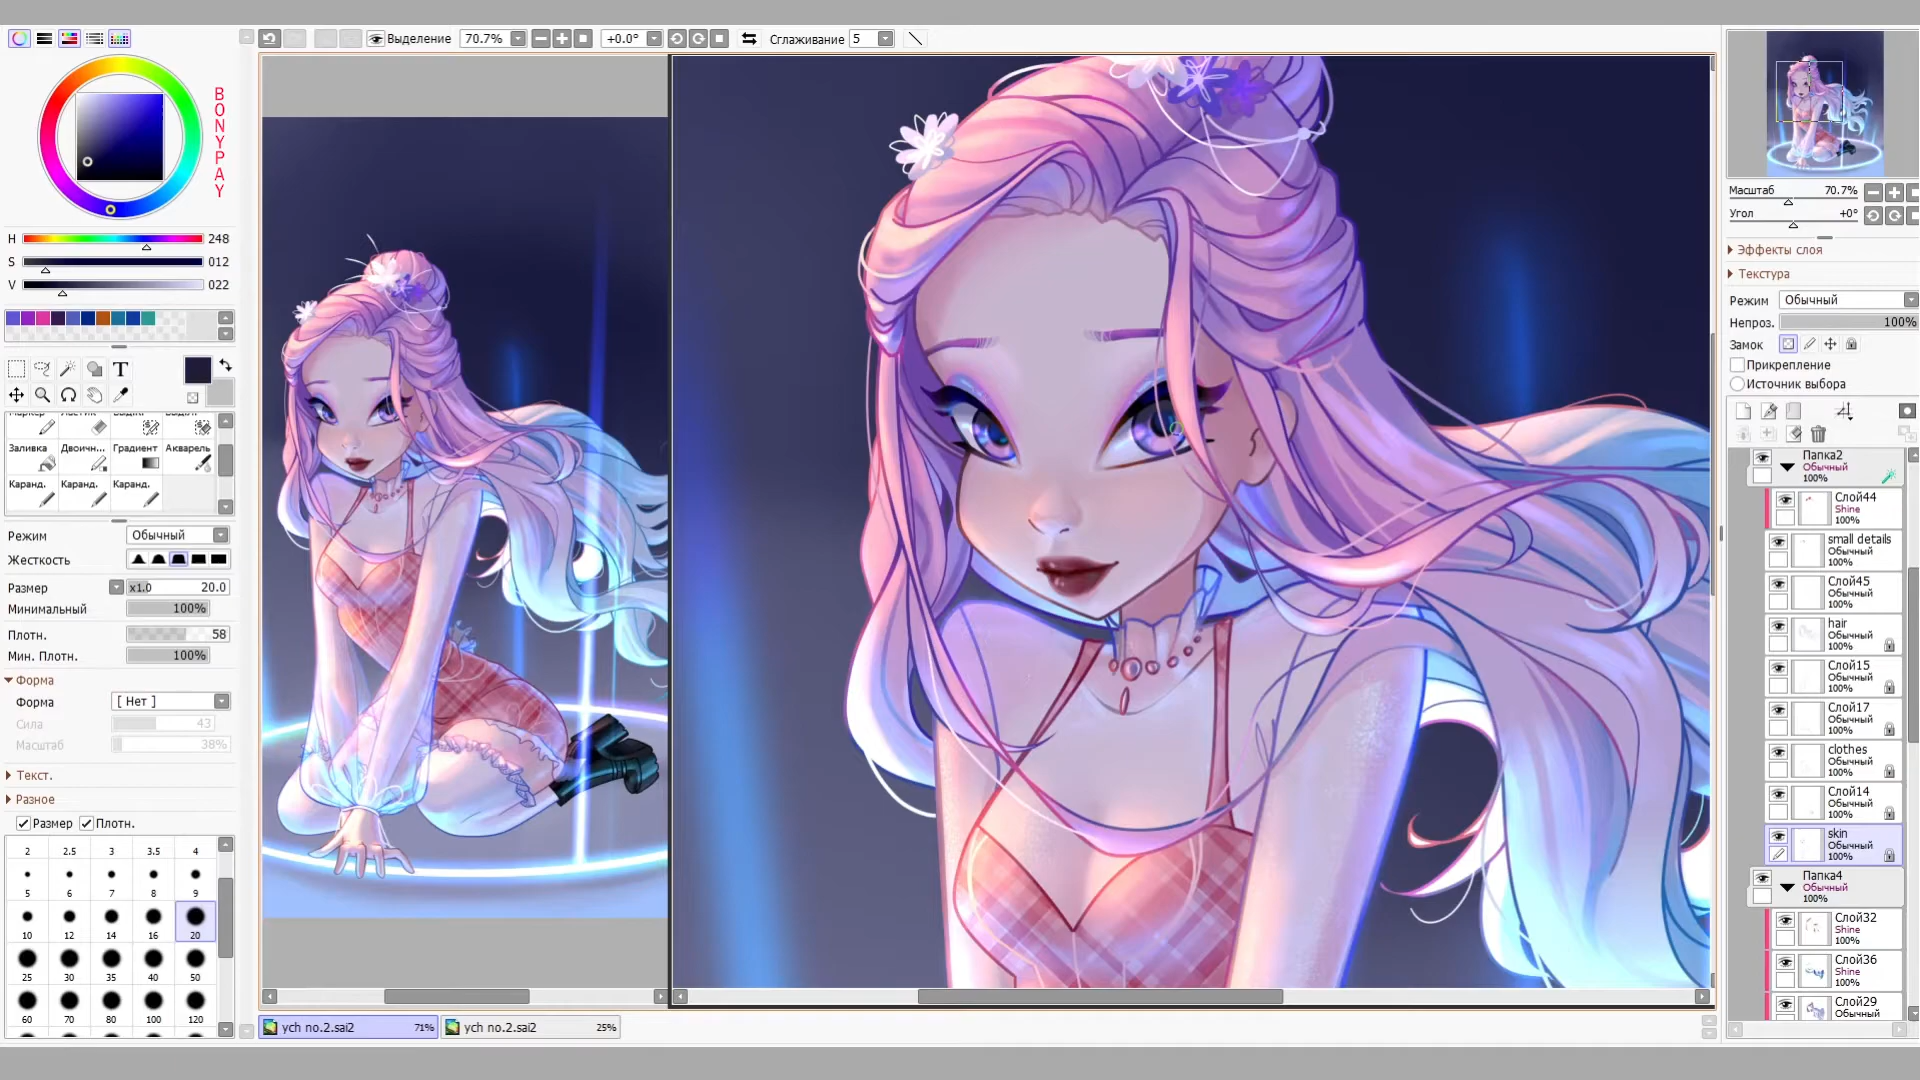 Выделение 70.7% +0.0° Сглаживание 5
BONYPAY
H 248
S 012
V 022
T
Маркер Ластик
Заливка Двоичн... Градиент Акварель
Каранд. Каранд. Каранд.
Режим Обычный
Жесткость
Размер x1.0 20.0
Минимальный 100%
Плотн. 58
Мин. Плотн. 100%
Форма
Форма [ Нет ]
Сила 43
Масштаб 38%
Текст.
Разное
Размер Плотн.
2 2.5 3 3.5 4
5 6 7 8 9
10 12 14 16 20
25 30 35 40 50
60 70 80 100 120
ych no.2.sai2 71% ych no.2.sai2 25%
Масштаб 70.7%
Угол +0°
Эффекты слоя
Текстура
Режим Обычный
Непроз. 100%
Замок
Прикрепление
Источник выбора
Папка2
Обычный
100%
Слой44
Shine
100%
small details
Обычный
100%
Слой45
Обычный
100%
hair
Обычный
100%
Слой15
Обычный
100%
Слой17
Обычный
100%
clothes
Обычный
100%
Слой14
Обычный
100%
skin
Обычный
100%
Папка4
Обычный
100%
Слой32
Shine
100%
Слой36
Shine
100%
Слой29
Обычный